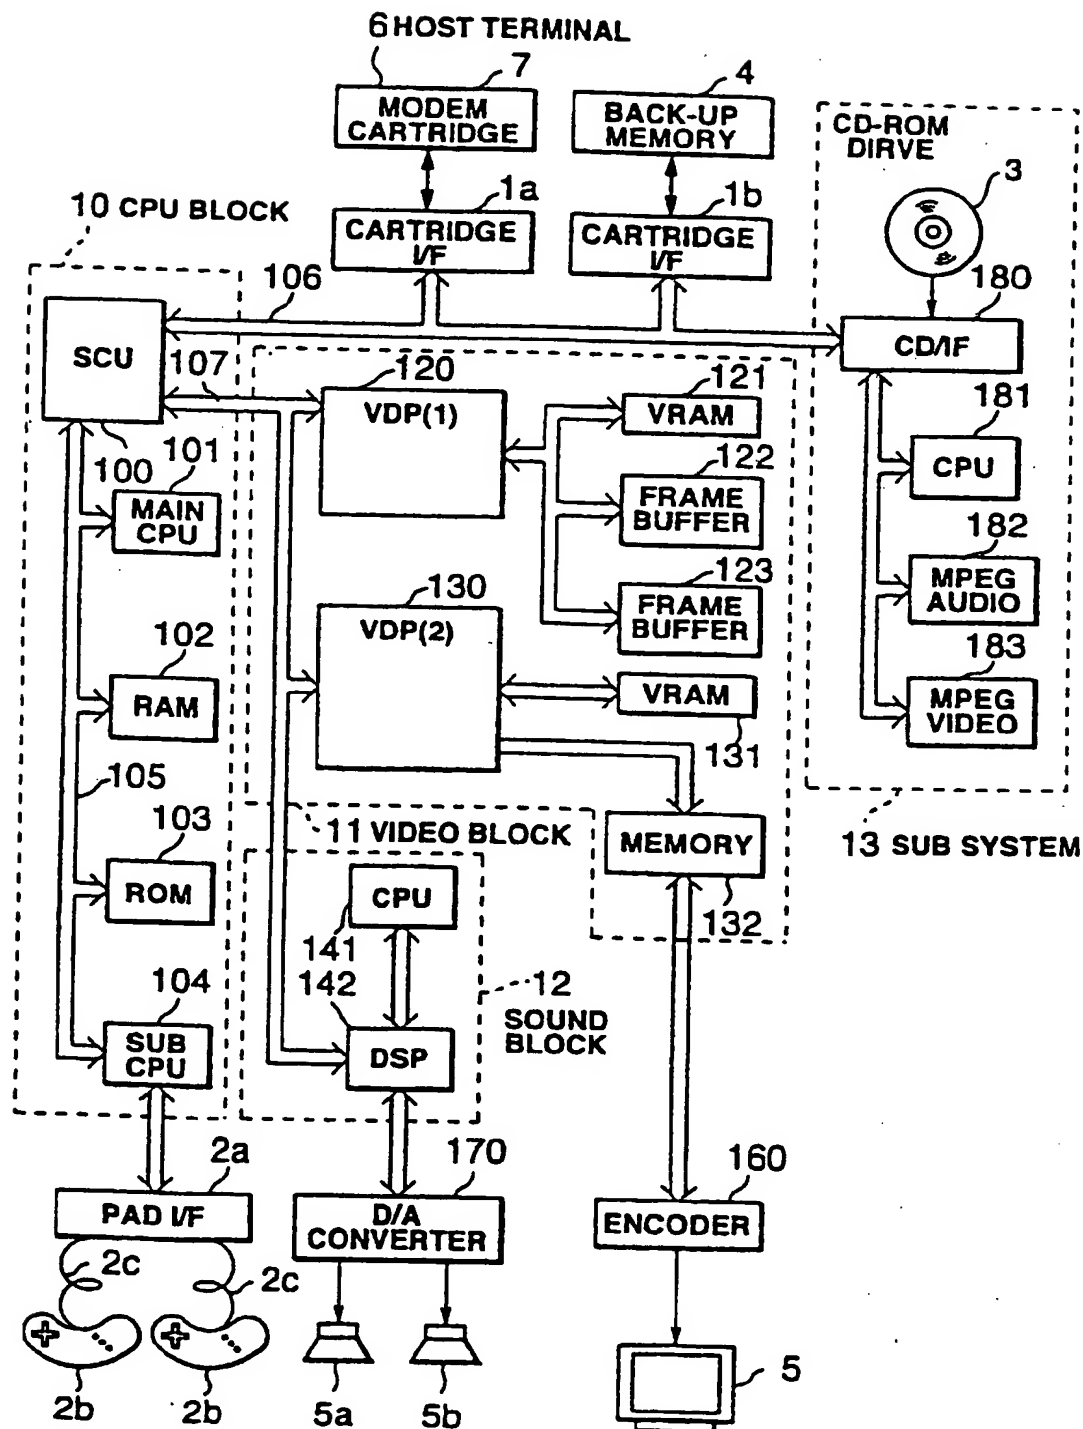 6 HOST TERMINAL
7
MODEM
CARTRIDGE
4
BACK-UP
MEMORY
CD-ROM
DIRVE
3
1a
CARTRIDGE
I/F
1b
CARTRIDGE
I/F
10 CPU BLOCK
106
180
CD/IF
SCU
107
100
120
VDP(1)
121
VRAM
122
FRAME
BUFFER
123
FRAME
BUFFER
181
CPU
182
MPEG
AUDIO
183
MPEG
VIDEO
101
MAIN
CPU
130
VDP(2)
VRAM
131
102
RAM
105
103
ROM
11 VIDEO BLOCK
MEMORY
132
13 SUB SYSTEM
CPU
141
142
DSP
12
SOUND
BLOCK
104
SUB
CPU
2a
PAD I/F
170
D/A
CONVERTER
160
ENCODER
2c
2c
2b
2b
5a
5b
5